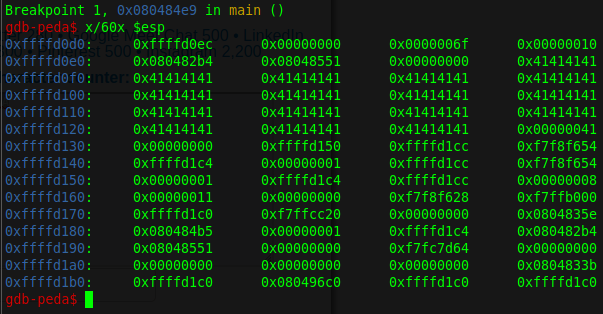 Breakpoint 1, 0x080484e9 in main ()
gdb-peda$ x/60x $esp
0xffffd0d0: 0xffffd0ec 0x00000000 0x0000006f 0x00000010
0xffffd0e0: 0x080482b4 0x08048551 0x00000000 0x41414141
0xffffd0f0: 0x41414141 0x41414141 0x41414141 0x41414141
0xffffd100: 0x41414141 0x41414141 0x41414141 0x41414141
0xffffd110: 0x41414141 0x41414141 0x41414141 0x41414141
0xffffd120: 0x41414141 0x41414141 0x41414141 0x00000041
0xffffd130: 0x00000000 0xffffd150 0xffffd1cc 0xf7f8f654
0xffffd140: 0xffffd1c4 0x00000001 0xffffd1cc 0xf7f8f654
0xffffd150: 0x00000001 0xffffd1c4 0xffffd1cc 0x00000008
0xffffd160: 0x00000011 0x00000000 0xf7f8f628 0xf7ffb000
0xffffd170: 0xffffd1c0 0xf7ffcc20 0x00000000 0x0804835e
0xffffd180: 0x080484b5 0x00000001 0xffffd1c4 0x080482b4
0xffffd190: 0x08048551 0x00000000 0xf7fc7d64 0x00000000
0xffffd1a0: 0x00000000 0x00000000 0x00000000 0x0804833b
0xffffd1b0: 0xffffd1c0 0x080496c0 0xffffd1c0 0xffffd1c0
gdb-peda$